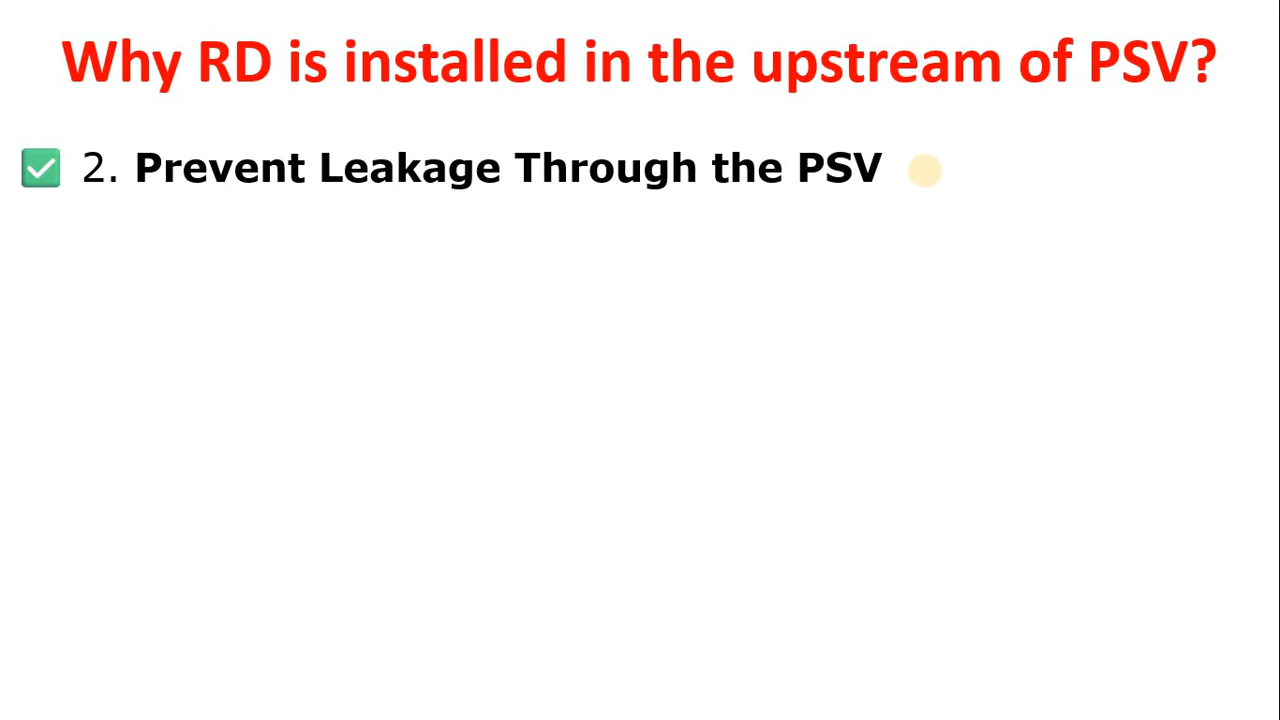 Why RD is installed in the upstream of PSV?
✅ 2. Prevent Leakage Through the PSV